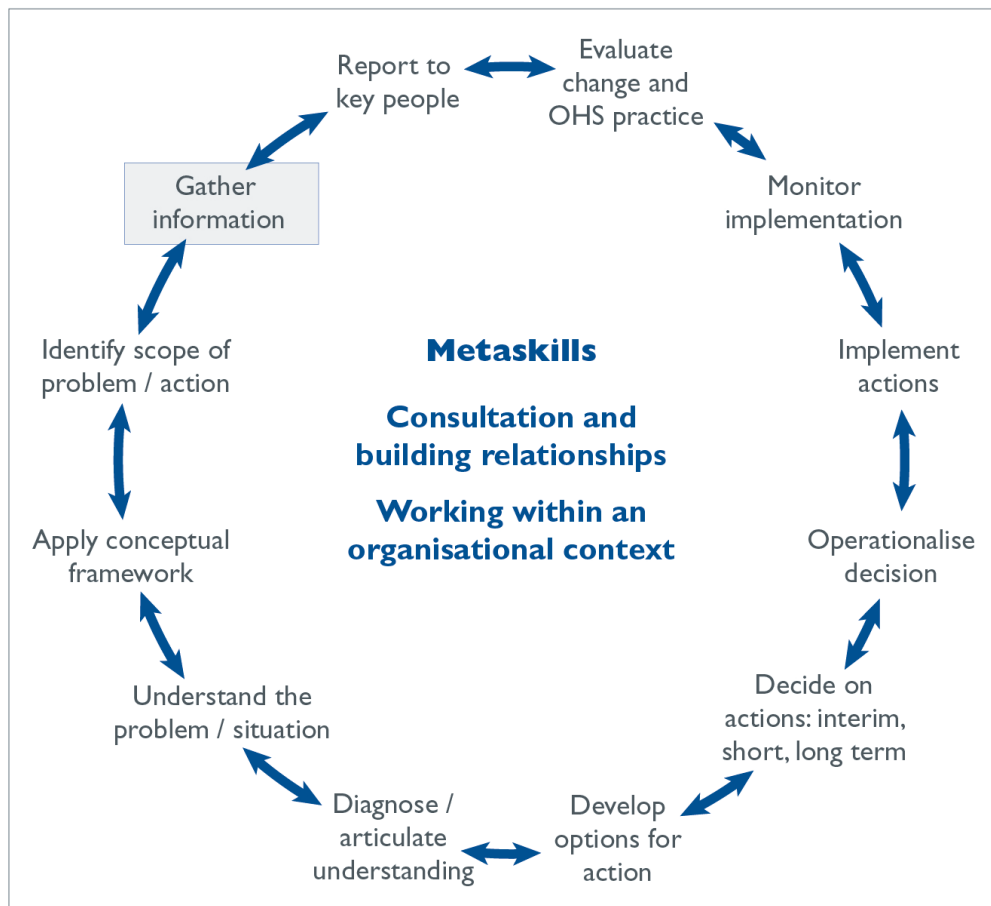 Report to
key people
Evaluate
change and
OHS practice
Gather
information
Monitor
implementation
Identify scope of
problem / action
Metaskills
Consultation and
building relationships
Working within an
organisational context
Implement
actions
Apply conceptual
framework
Operationalise
decision
Understand the
problem / situation
Decide on
actions: interim,
short, long term
Diagnose /
articulate
understanding
Develop
options for
action